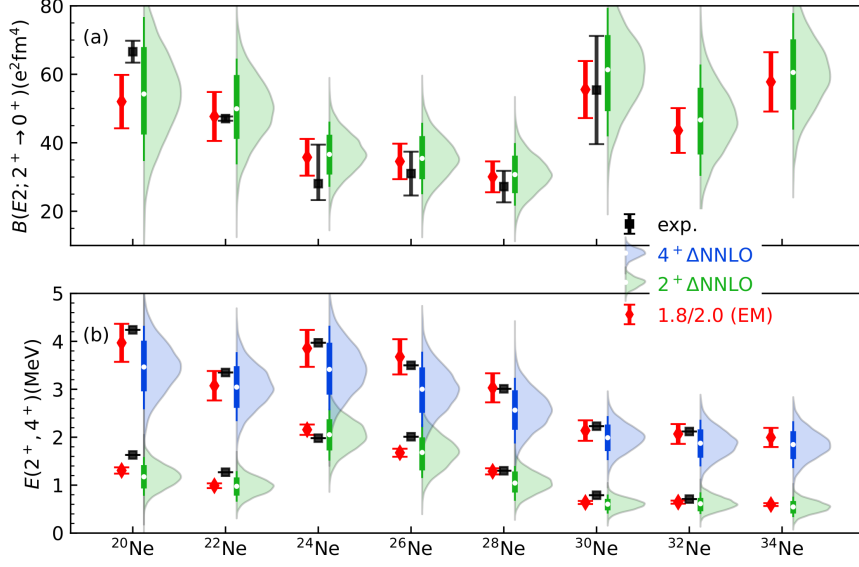 80
(a)
60
40
20
B(E2; 2⁺ → 0⁺)(e²fm⁴)
exp.
4⁺ΔNNLO
2⁺ΔNNLO
1.8/2.0 (EM)
5
(b)
4
3
2
1
0
E(2⁺, 4⁺)(MeV)
²⁰Ne ²²Ne ²⁴Ne ²⁶Ne ²⁸Ne ³⁰Ne ³²Ne ³⁴Ne